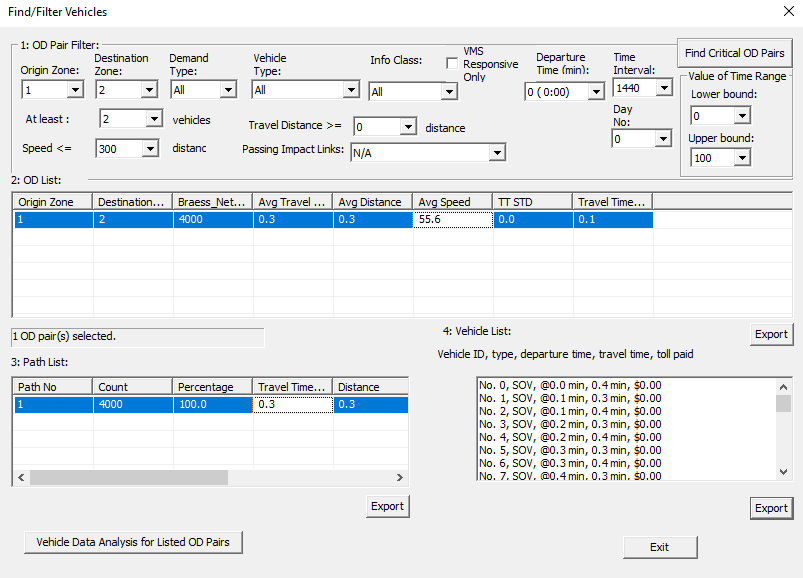 Find/Filter Vehicles
1: OD Pair Filter:
Origin Zone:
1
Destination
Zone:
2
Demand
Type:
All
Vehicle
Type:
All
Info Class:
All
VMS
Responsive
Only
Departure
Time (min):
0 ( 0:00)
Time
Interval:
1440
Find Critical OD Pairs
Value of Time Range
Lower bound:
0
Upper bound:
100
At least :
2
vehicles
Travel Distance >=
0
distance
Day
No:
0
Speed <=
300
distanc
Passing Impact Links:
N/A
2: OD List:
Origin Zone Destination... Braess_Net... Avg Travel ... Avg Distance Avg Speed TT STD Travel Time...
1 2 4000 0.3 0.3 55.6 0.0 0.1
1 OD pair(s) selected.
4: Vehicle List:
Export
Vehicle ID, type, departure time, travel time, toll paid
3: Path List:
Path No Count Percentage Travel Time... Distance
1 4000 100.0 0.3 0.3
No. 0, SOV, @0.0 min, 0.4 min, $0.00
No. 1, SOV, @0.1 min, 0.3 min, $0.00
No. 2, SOV, @0.1 min, 0.4 min, $0.00
No. 3, SOV, @0.2 min, 0.3 min, $0.00
No. 4, SOV, @0.2 min, 0.4 min, $0.00
No. 5, SOV, @0.3 min, 0.3 min, $0.00
No. 6, SOV, @0.3 min, 0.4 min, $0.00
No. 7, SOV, @0.4 min, 0.3 min, $0.00
Export
Export
Vehicle Data Analysis for Listed OD Pairs
Exit